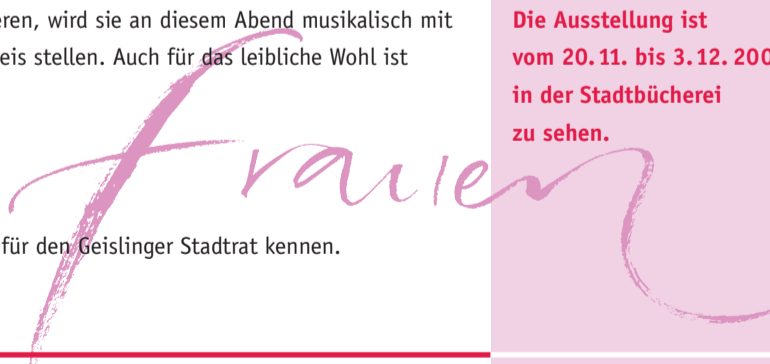 eren, wird sie an diesem Abend musikalisch mit
eis stellen. Auch für das leibliche Wohl ist
für den Geislinger Stadtrat kennen.
frauen
Die Ausstellung ist
vom 20. 11. bis 3. 12. 200
in der Stadtbücherei
zu sehen.